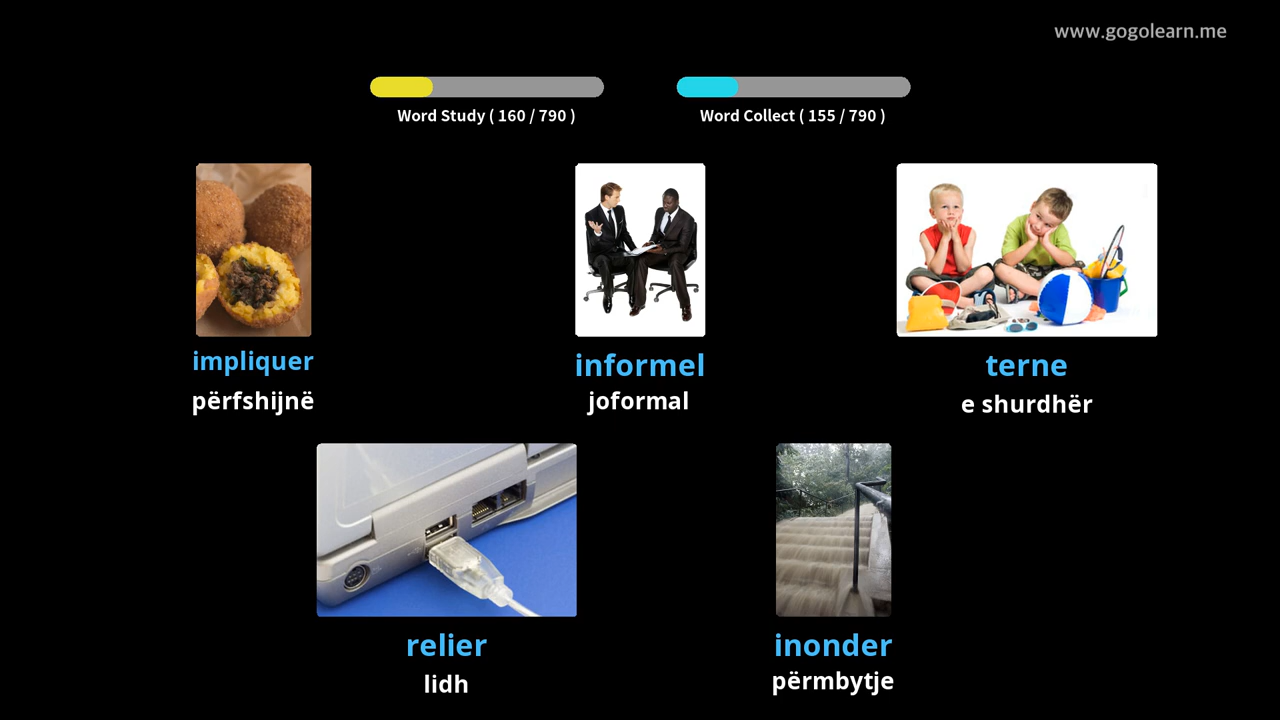 www.gogolearn.me
Word Study ( 160 / 790 )
Word Collect ( 155 / 790 )
impliquer
përfshijnë
informel
joformal
terne
e shurdhër
relier
lidh
inonder
përmbytje